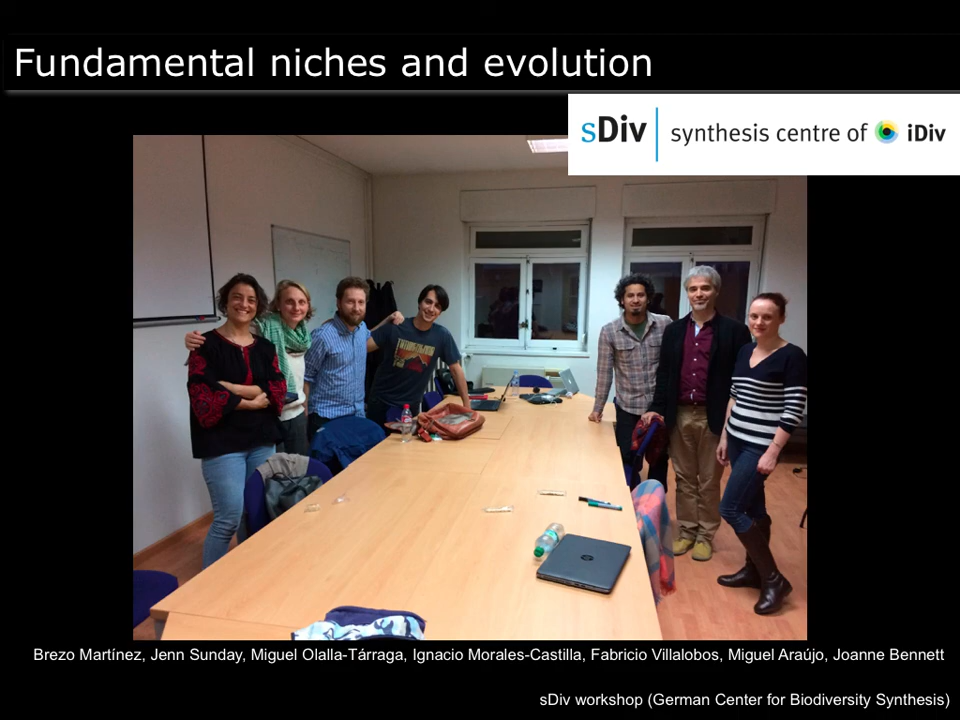 Fundamental niches and evolution
sDiv synthesis centre of iDiv
Brezo Martínez, Jenn Sunday, Miguel Olalla-Tárraga, Ignacio Morales-Castilla, Fabricio Villalobos, Miguel Araújo, Joanne Bennett
sDiv workshop (German Center for Biodiversity Synthesis)